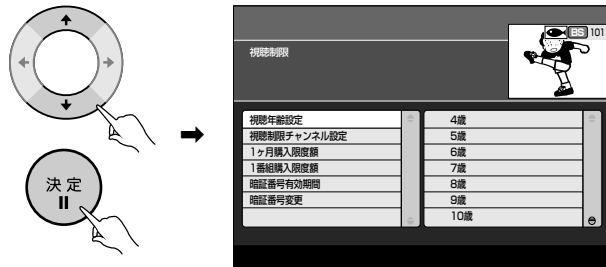 決定
視聴制限
BS 101
視聴年齢設定
視聴制限チャンネル設定
1ヶ月購入限度額
1番組購入限度額
暗証番号有効期間
暗証番号変更
4歳
5歳
6歳
7歳
8歳
9歳
10歳